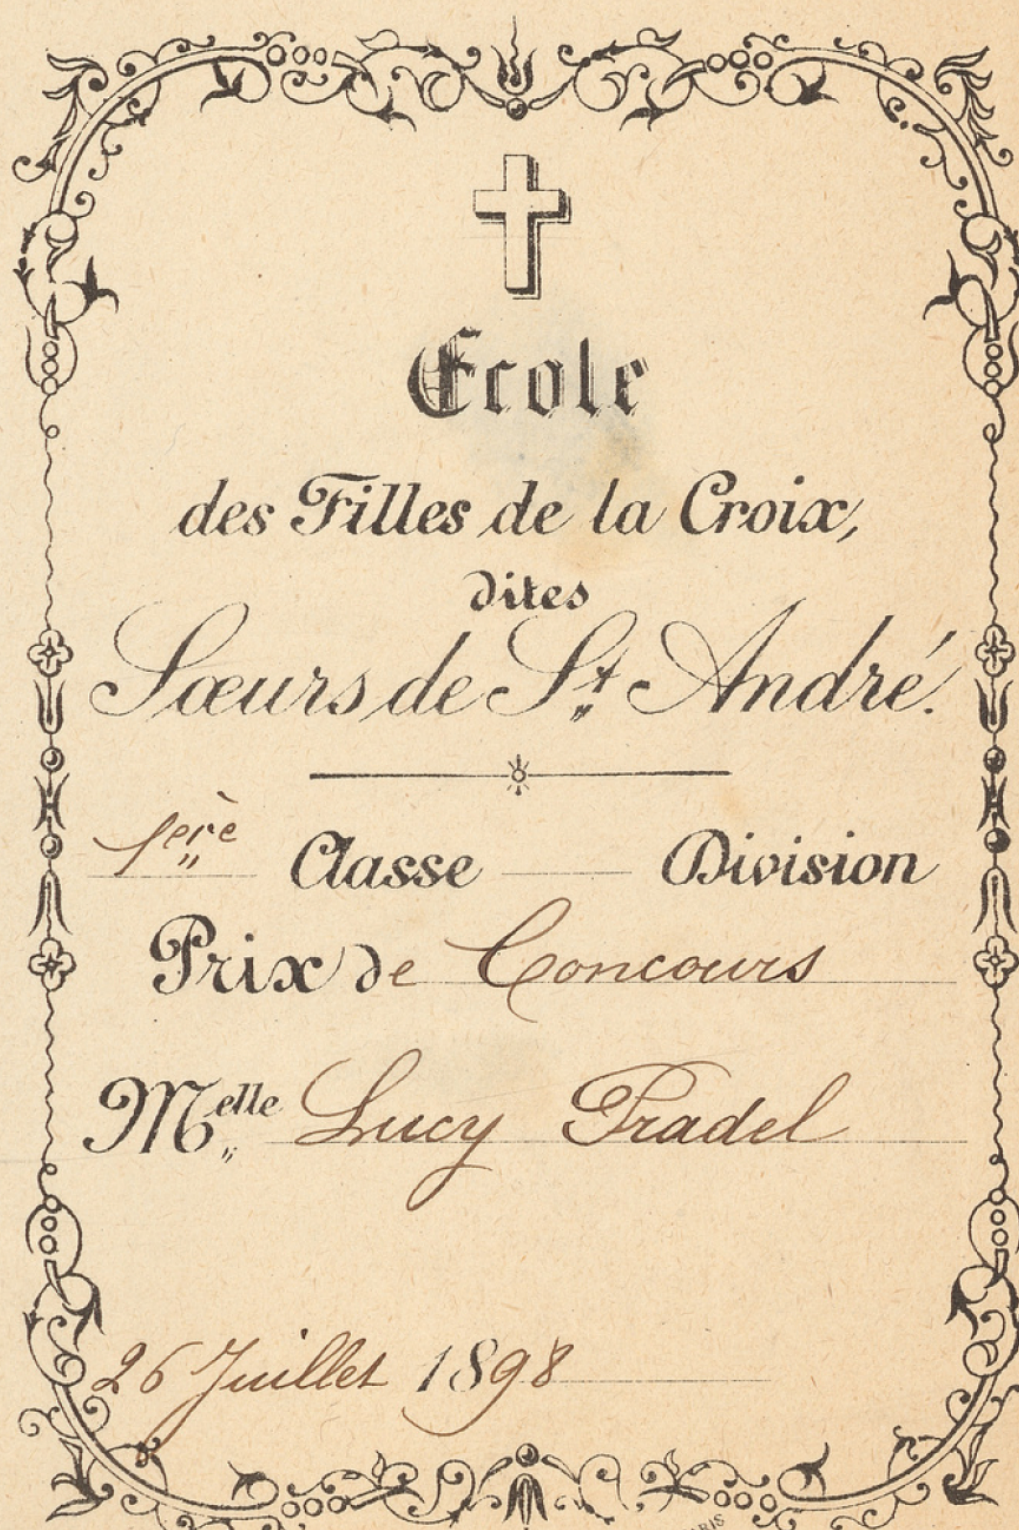 Ecole
des Filles de la Croix,
dites
Sœurs de St. André.
1ère Classe Division
Prix de Concours
Melle Lucy Pradel
26 Juillet 1898